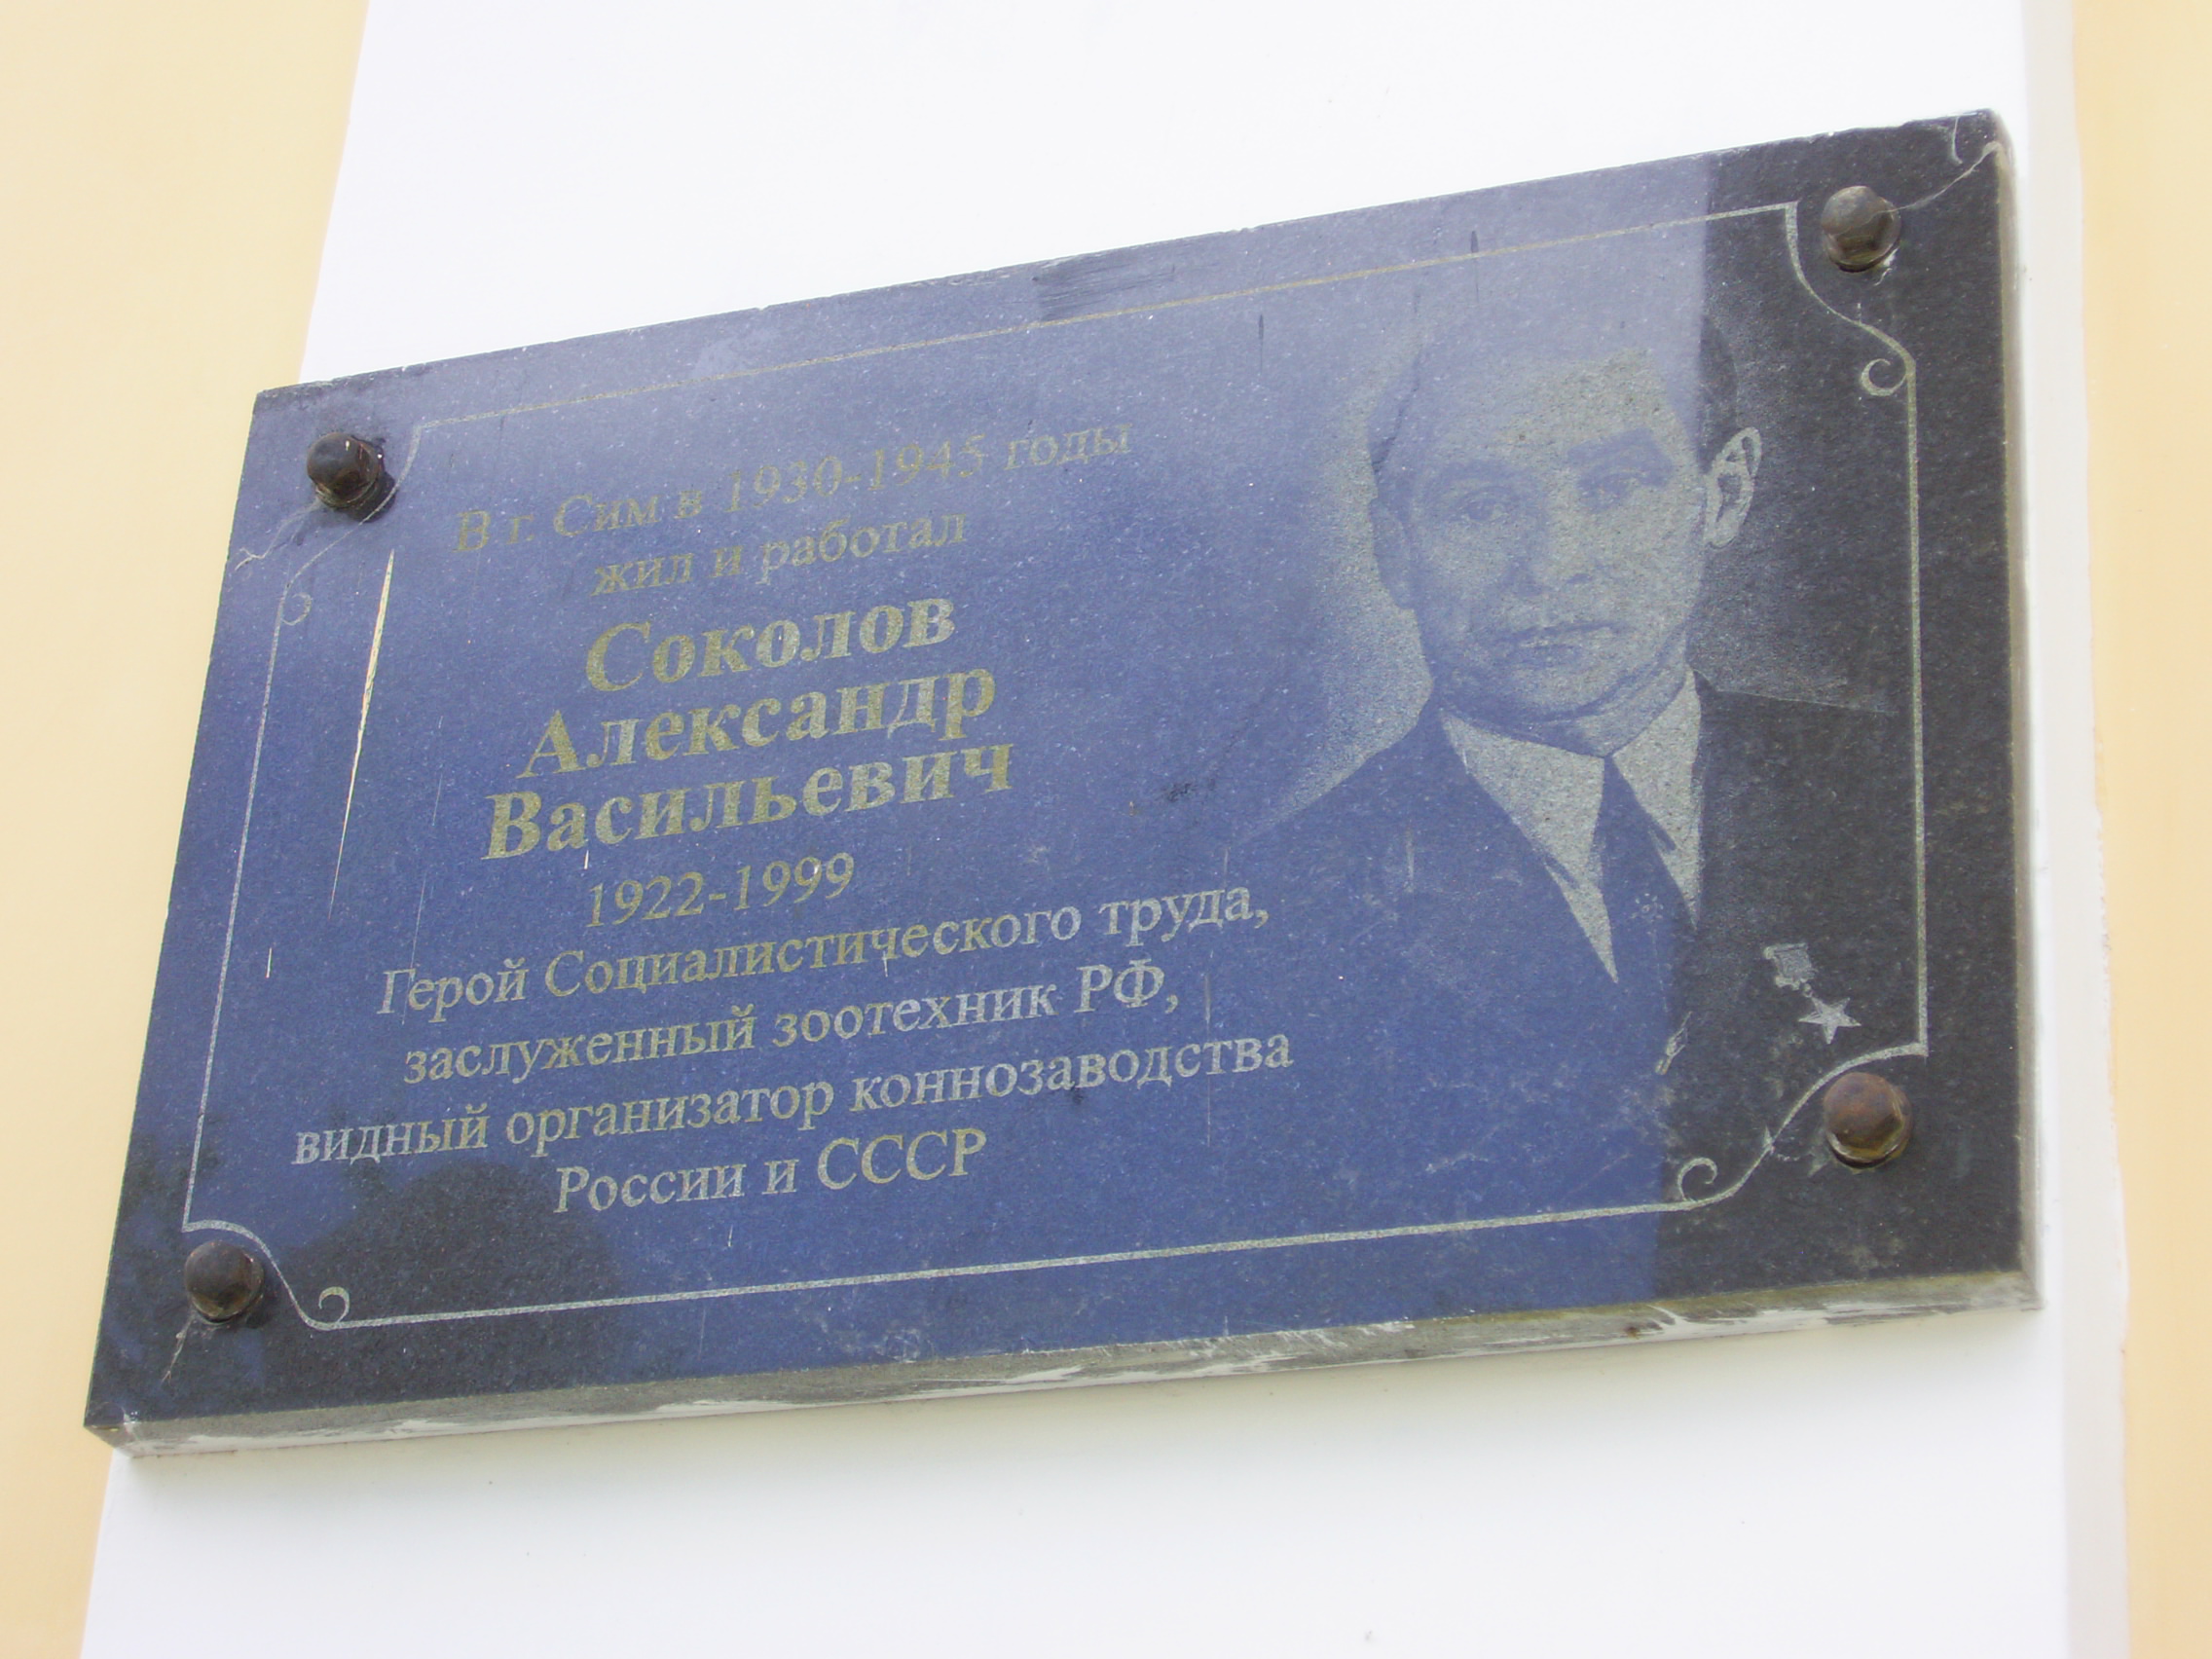 В г. Сим в 1930-1945 годы
жил и работал
Соколов
Александр
Васильевич
1922-1999
Герой Социалистического труда,
заслуженный зоотехник РФ,
видный организатор коннозаводства
России и СССР